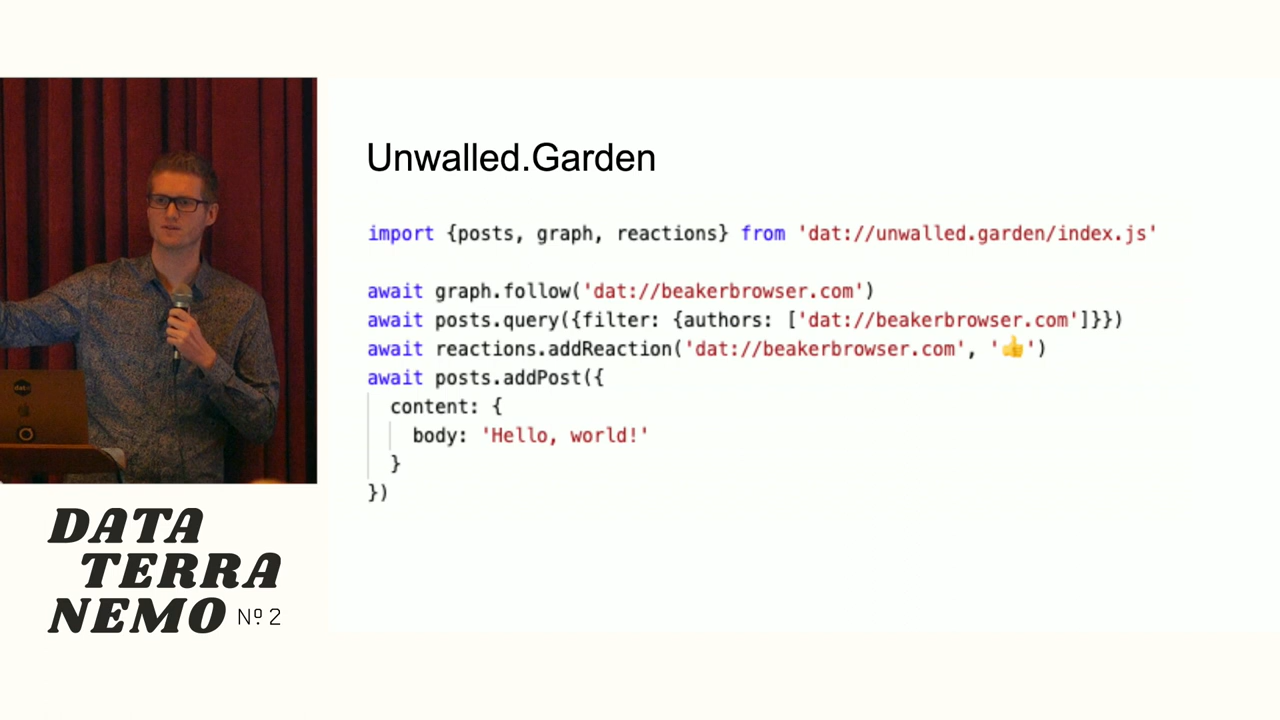 Unwalled.Garden
import {posts, graph, reactions} from 'dat://unwalled.garden/index.js'
await graph.follow('dat://beakerbrowser.com')
await posts.query({filter: {authors: ['dat://beakerbrowser.com']}})
await reactions.addReaction('dat://beakerbrowser.com', '👍')
await posts.addPost({
content: {
body: 'Hello, world!'
}
})
DATA
TERRA
NEMO Nº 2